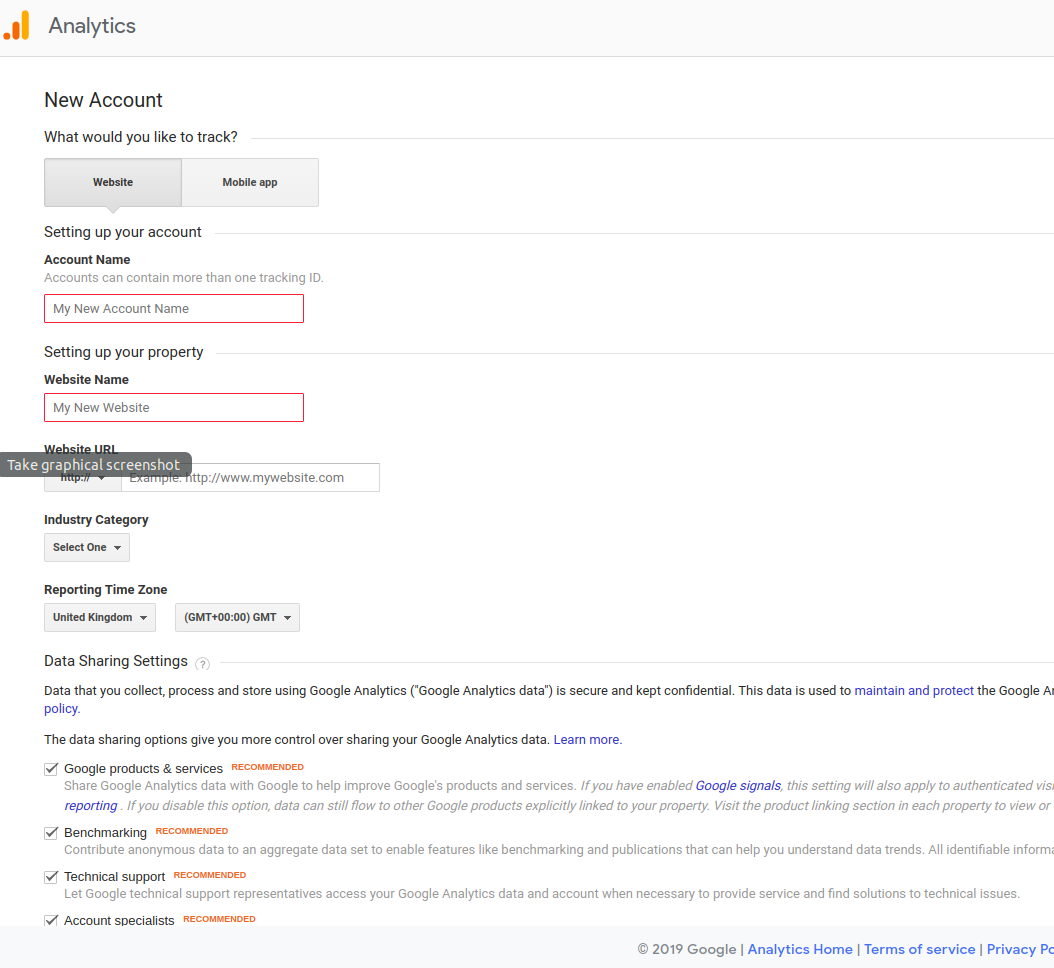 Analytics
New Account
What would you like to track?
Website Mobile app
Setting up your account
Account Name
Accounts can contain more than one tracking ID.
My New Account Name
Setting up your property
Website Name
My New Website
Website URL
Take graphical screenshot
http:// Example: http://www.mywebsite.com
Industry Category
Select One
Reporting Time Zone
United Kingdom (GMT+00:00) GMT
Data Sharing Settings ?
Data that you collect, process and store using Google Analytics ("Google Analytics data") is secure and kept confidential. This data is used to maintain and protect the Google
policy.
The data sharing options give you more control over sharing your Google Analytics data. Learn more.
Google products & services RECOMMENDED
Share Google Analytics data with Google to help improve Google's products and services. If you have enabled Google signals, this setting will also apply to authenticated
reporting . If you disable this option, data can still flow to other Google products explicitly linked to your property. Visit the product linking section in each property to view or
Benchmarking RECOMMENDED
Contribute anonymous data to an aggregate data set to enable features like benchmarking and publications that can help you understand data trends. All identifiable
Technical support RECOMMENDED
Let Google technical support representatives access your Google Analytics data and account when necessary to provide service and find solutions to technical issues.
Account specialists RECOMMENDED
© 2019 Google | Analytics Home | Terms of service | Privacy